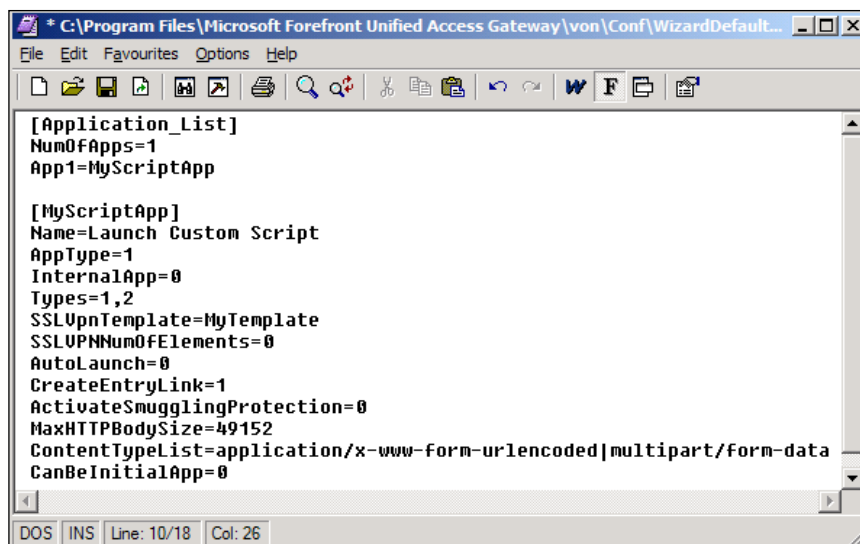 * C:\Program Files\Microsoft Forefront Unified Access Gateway\von\Conf\WizardDefault...
File Edit Favourites Options Help
W F
[Application_List]
NumOfApps=1
App1=MyScriptApp
[MyScriptApp]
Name=Launch Custom Script
AppType=1
InternalApp=0
Types=1,2
SSLVpnTemplate=MyTemplate
SSLVPNNumOfElements=0
AutoLaunch=0
CreateEntryLink=1
ActivateSmugglingProtection=0
MaxHTTPBodySize=49152
ContentTypeList=application/x-www-form-urlencoded|multipart/form-data
CanBeInitialApp=0
DOS INS Line: 10/18 Col: 26